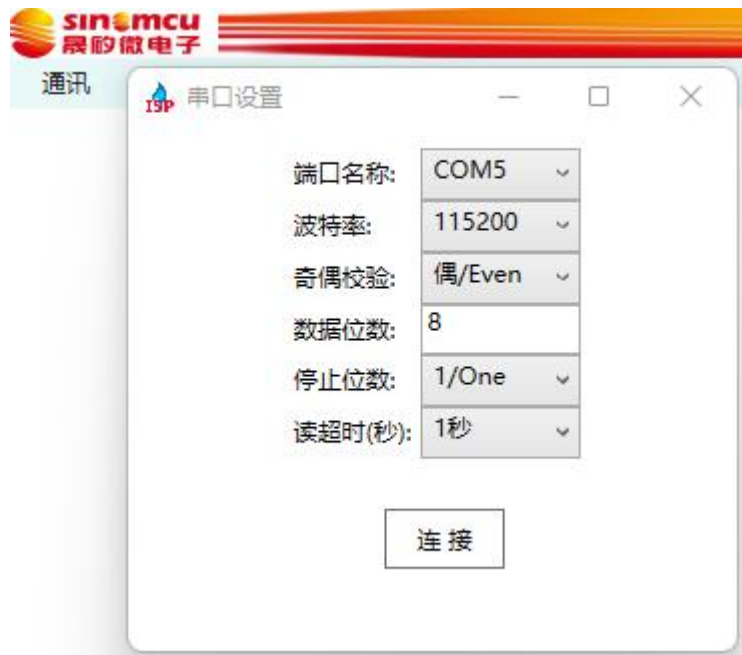 sinomcu
晟矽微电子
通讯
ISP 串口设置
端口名称: COM5
波特率: 115200
奇偶校验: 偶/Even
数据位数: 8
停止位数: 1/One
读超时(秒): 1秒
连接